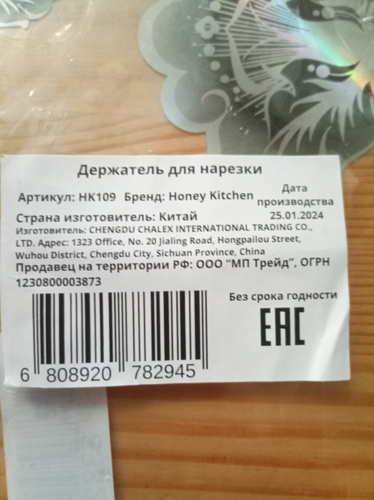 Держатель для нарезки
Артикул: HK109 Бренд: Honey Kitchen
Дата производства
25.01.2024
Страна изготовитель: Китай
Изготовитель: CHENGDU CHALEX INTERNATIONAL TRADING CO.,
LTD. Адрес: 1323 Office, No. 20 Jialing Road, Hongpailou Street,
Wuhou District, Chengdu City, Sichuan Province, China
Продавец на территории РФ: ООО “МП Трейд”, ОГРН
1230800003873
Без срока годности
EAC
6 808920 782945